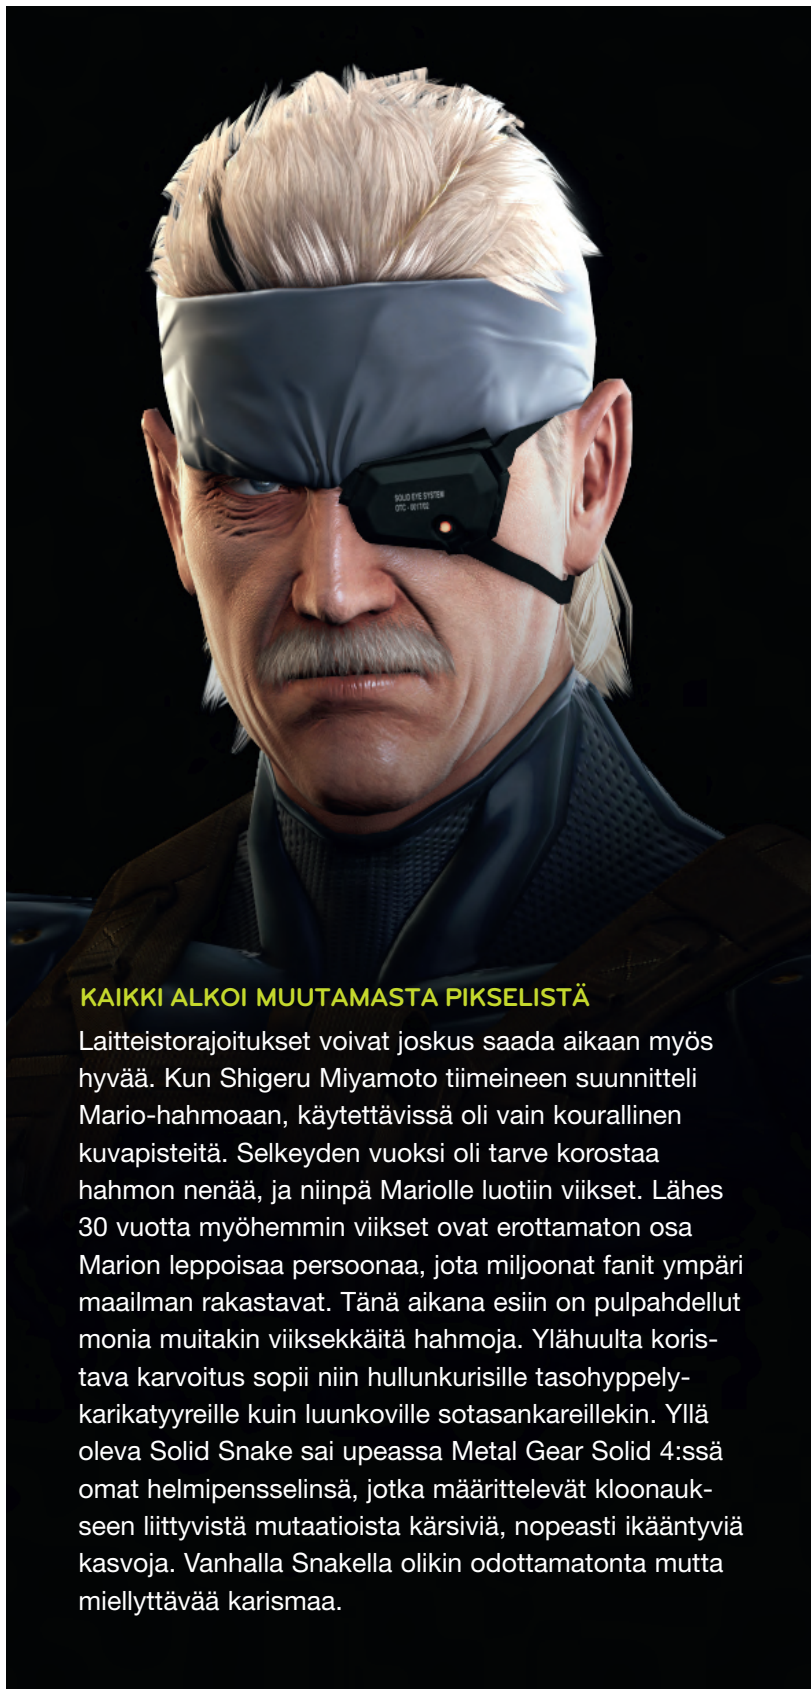 SOLID EYE SYSTEM
OTC - 0017/02
KAIKKI ALKOI MUUTAMASTA PIKSELISTÄ
Laitteistorajoitukset voivat joskus saada aikaan myös
hyvää. Kun Shigeru Miyamoto tiimeineen suunnitteli
Mario-hahmoaan, käytettävissä oli vain kourallinen
kuvapisteitä. Selkeyden vuoksi oli tarve korostaa
hahmon nenää, ja niinpä Mariolle luotiin viikset. Lähes
30 vuotta myöhemmin viikset ovat erottamaton osa
Marion leppoisaa persoonaa, jota miljoonat fanit ympäri
maailman rakastavat. Tänä aikana esiin on pulpahdellut
monia muitakin viiksekkäitä hahmoja. Ylähuulta koris-
tava karvoitus sopii niin hullunkurisille tasohyppely-
karikatyyreille kuin luunkoville sotasankareillekin. Yllä
oleva Solid Snake sai upeassa Metal Gear Solid 4:ssä
omat helmipensselinsä, jotka määrittelevät kloonauk-
seen liittyvistä mutaatioista kärsiviä, nopeasti ikääntyviä
kasvoja. Vanhalla Snakella olikin odottamatonta mutta
miellyttävää karismaa.